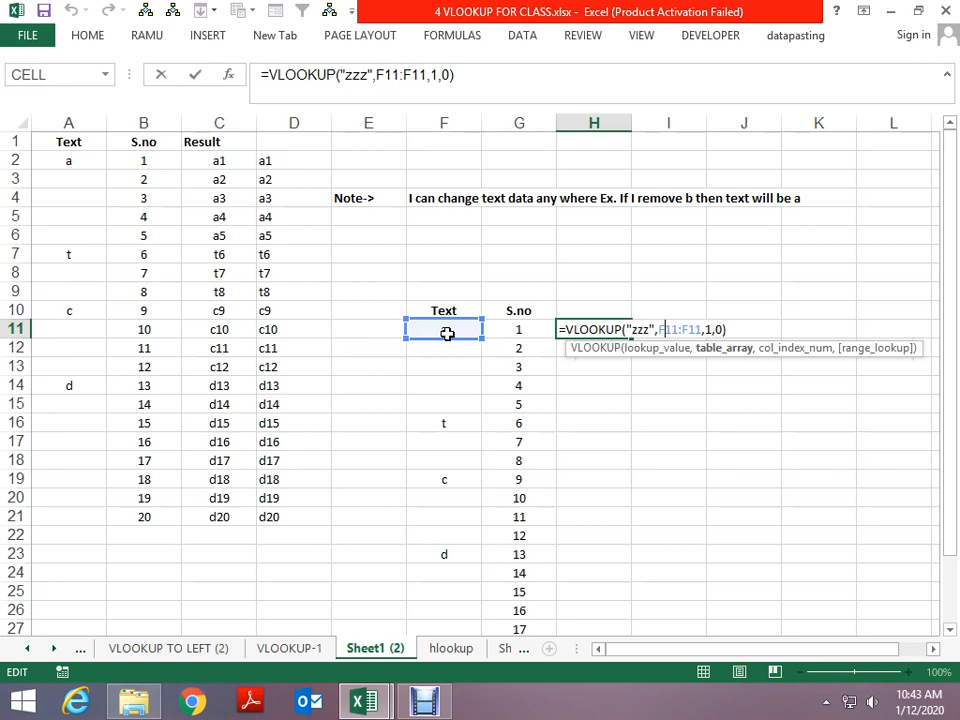 4 VLOOKUP FOR CLASS.xlsx - Excel (Product Activation Failed)
FILE HOME RAMU INSERT New Tab PAGE LAYOUT FORMULAS DATA REVIEW VIEW DEVELOPER datapasting Sign in
CELL =VLOOKUP("zzz",F11:F11,1,0)
A B C D E F G H I J K L
1 Text S.no Result
2 a 1 a1 a1
3 2 a2 a2
4 3 a3 a3 Note-> I can change text data any where Ex. If I remove b then text will be a
5 4 a4 a4
6 5 a5 a5
7 t 6 t6 t6
8 7 t7 t7
9 8 t8 t8
10 c 9 c9 c9 Text S.no
11 10 c10 c10 1 =VLOOKUP("zzz",F11:F11,1,0)
12 11 c11 c11 2 VLOOKUP(lookup_value, table_array, col_index_num, [range_lookup])
13 12 c12 c12 3
14 d 13 d13 d13 4
15 14 d14 d14 5
16 15 d15 d15 t 6
17 16 d16 d16 7
18 17 d17 d17 8
19 18 d18 d18 c 9
20 19 d19 d19 10
21 20 d20 d20 11
22 12
23 d 13
24 14
25 15
26 16
27 17
... VLOOKUP TO LEFT (2) VLOOKUP-1 Sheet1 (2) hlookup Sh ...
EDIT 100%
10:43 AM
1/12/2020